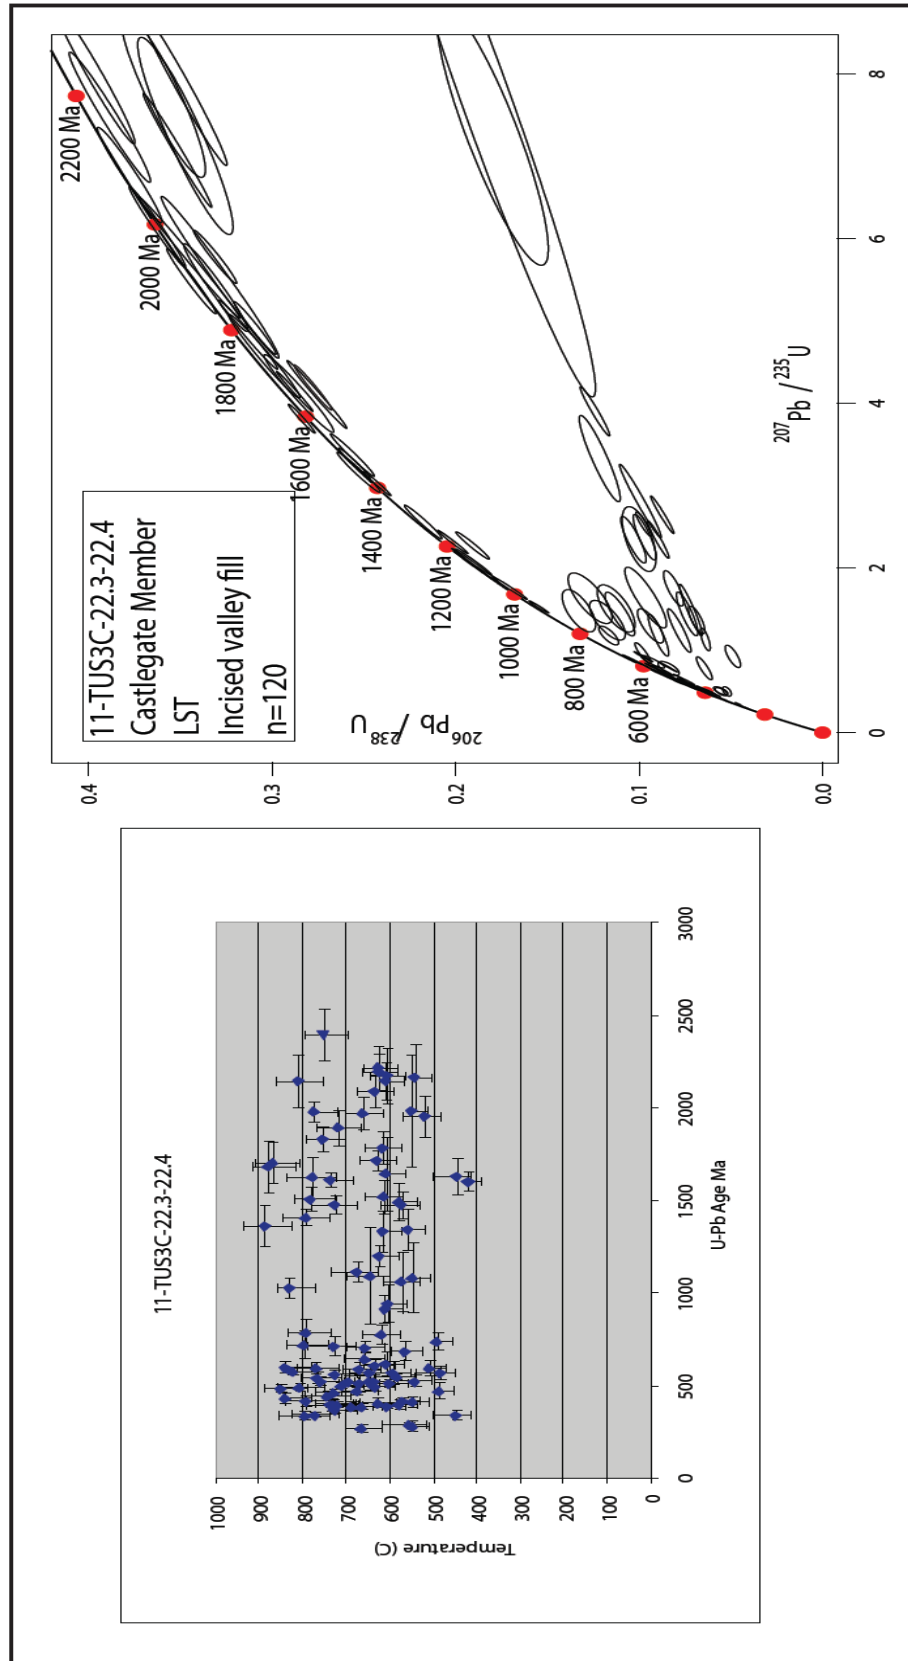 11-TUS3C-22.3-22.4
Temperature (C)
1000
900
800
700
600
500
400
300
200
100
0
0
500
1000
1500
2000
2500
3000
U-Pb Age Ma
11-TUS3C-22.3-22.4
Castlegate Member
LST
Incised valley fill
n=120
206Pb /238U
0.4
0.3
0.2
0.1
0.0
600 Ma
800 Ma
1000 Ma
1200 Ma
1400 Ma
1600 Ma
1800 Ma
2000 Ma
2200 Ma
0
2
4
6
8
207Pb /235U